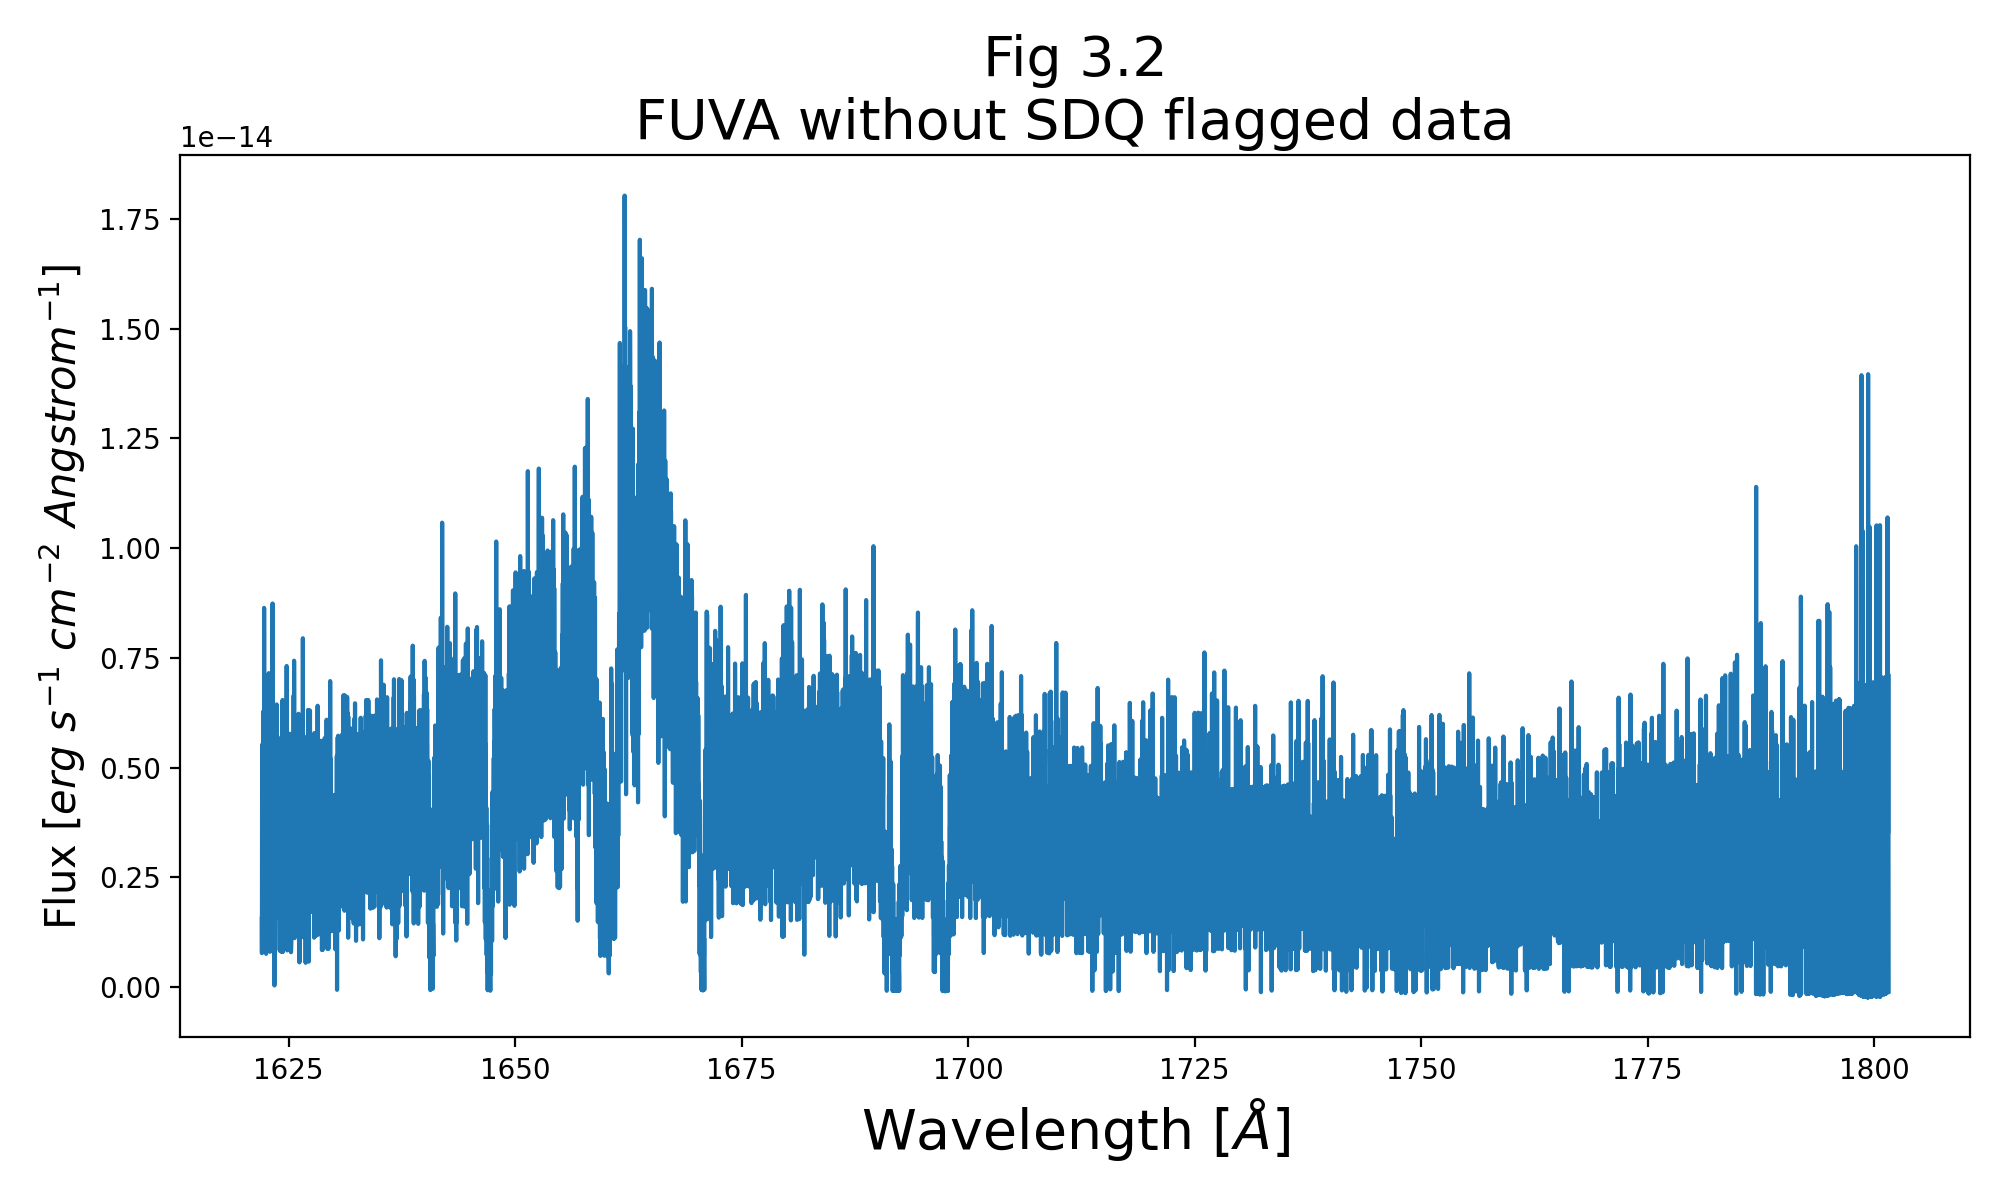 Fig 3.2
FUVA without SDQ flagged data
1e−14
1.75
1.50
1.25
1.00
0.75
0.50
0.25
0.00
Flux [erg s⁻¹ cm⁻² Angstrom⁻¹]
1625 1650 1675 1700 1725 1750 1775 1800
Wavelength [Å]